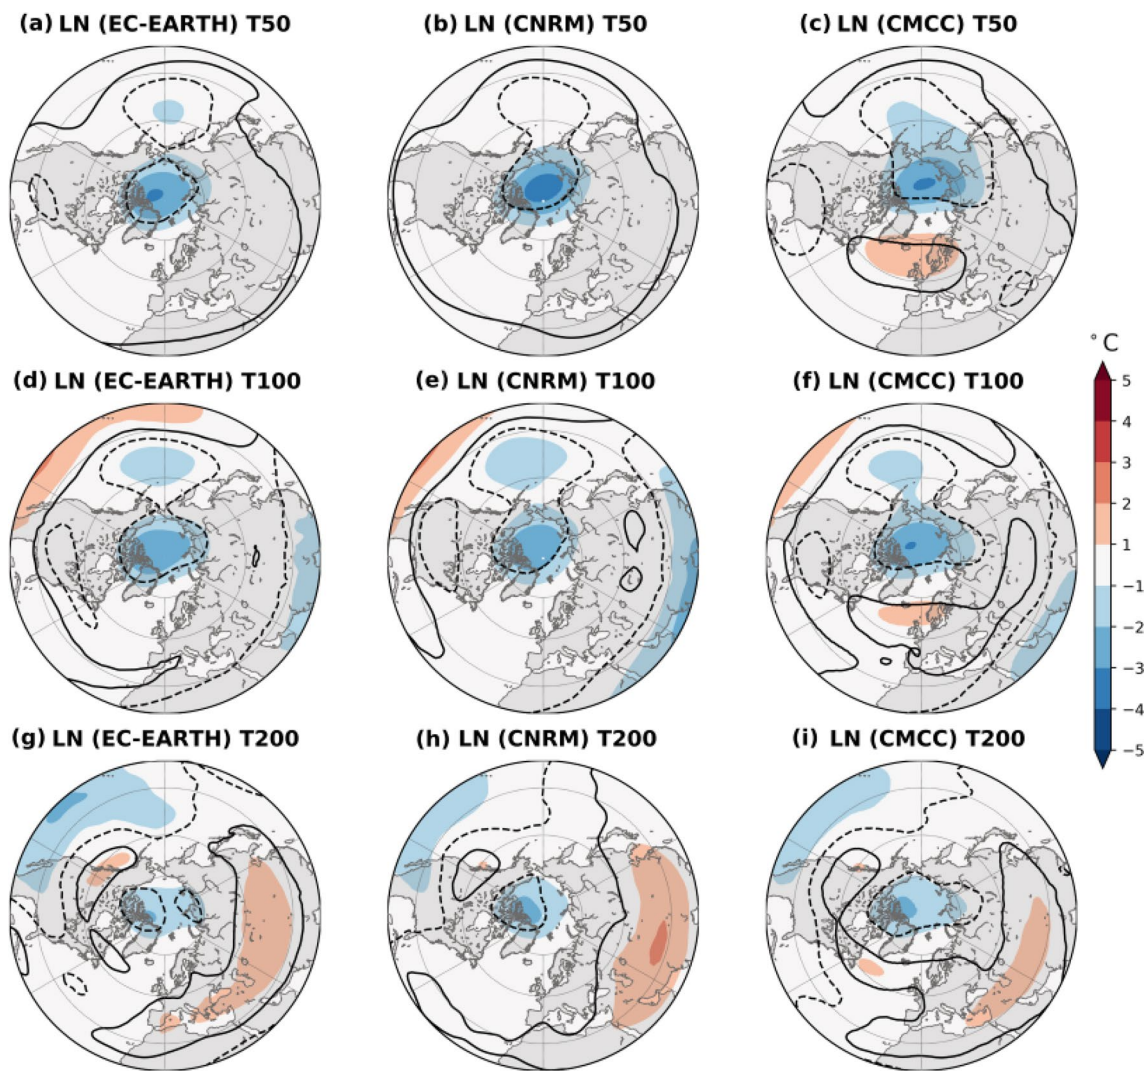 (a) LN (EC-EARTH) T50
(b) LN (CNRM) T50
(c) LN (CMCC) T50
(d) LN (EC-EARTH) T100
(e) LN (CNRM) T100
(f) LN (CMCC) T100
°C
5
4
3
2
1
−1
−2
−3
−4
−5
(g) LN (EC-EARTH) T200
(h) LN (CNRM) T200
(i) LN (CMCC) T200